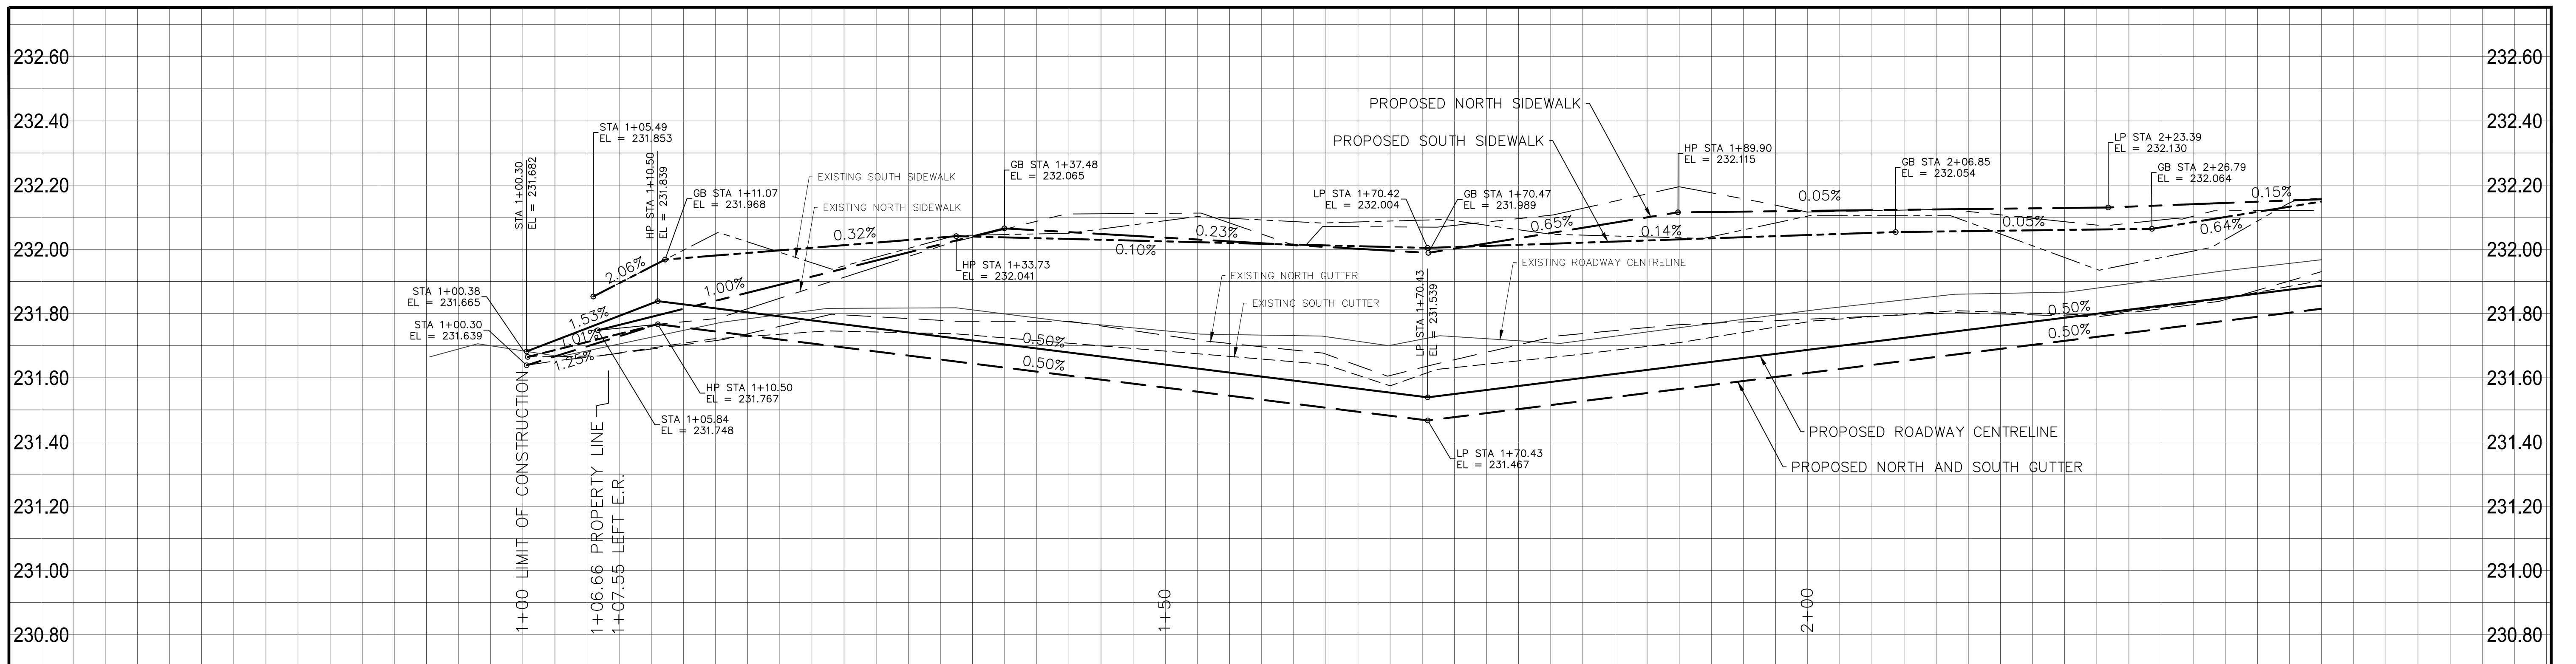 232.60
232.60
232.40
232.40
232.20
232.20
232.00
232.00
231.80
231.80
231.60
231.60
231.40
231.40
231.20
231.20
231.00
231.00
230.80
230.80
STA 1+00.30
EL = 231.682
STA 1+05.49
EL = 231.853
HP STA 1+10.50
EL = 231.839
GB STA 1+11.07
EL = 231.968
EXISTING SOUTH SIDEWALK
EXISTING NORTH SIDEWALK
GB STA 1+37.48
EL = 232.065
HP STA 1+33.73
EL = 232.041
STA 1+00.38
EL = 231.665
STA 1+00.30
EL = 231.639
2.06%
0.32%
1.00%
1.53%
1.01%
1.25%
0.50%
0.50%
0.23%
0.10%
HP STA 1+10.50
EL = 231.767
STA 1+05.84
EL = 231.748
1+00 LIMIT OF CONSTRUCTION
1+06.66 PROPERTY LINE
1+07.55 LEFT E.R.
1+50
EXISTING NORTH GUTTER
EXISTING SOUTH GUTTER
LP STA 1+70.42
EL = 232.004
GB STA 1+70.47
EL = 231.989
LP STA 1+70.43
EL = 231.539
EXISTING ROADWAY CENTRELINE
LP STA 1+70.43
EL = 231.467
PROPOSED NORTH SIDEWALK
PROPOSED SOUTH SIDEWALK
HP STA 1+89.90
EL = 232.115
0.65%
0.14%
0.05%
GB STA 2+06.85
EL = 232.054
LP STA 2+23.39
EL = 232.130
GB STA 2+26.79
EL = 232.064
0.05%
0.15%
0.64%
0.50%
0.50%
PROPOSED ROADWAY CENTRELINE
PROPOSED NORTH AND SOUTH GUTTER
2+00